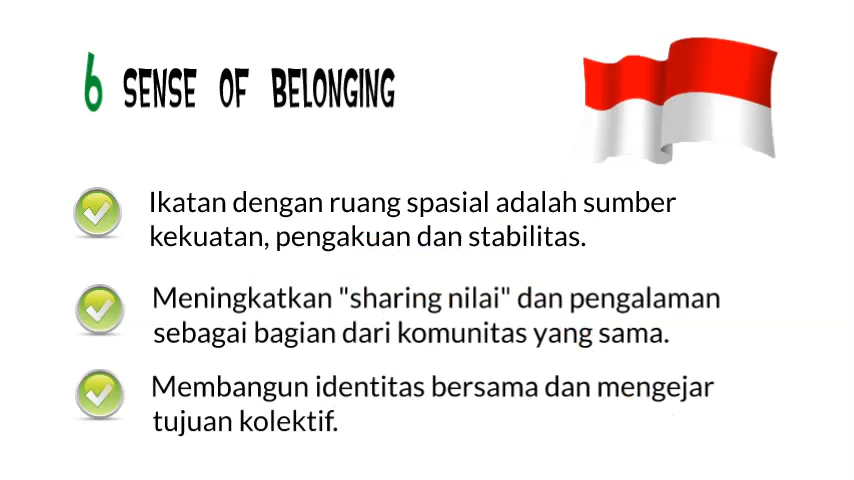 6 SENSE OF BELONGING
Ikatan dengan ruang spasial adalah sumber
kekuatan, pengakuan dan stabilitas.
Meningkatkan "sharing nilai" dan pengalaman
sebagai bagian dari komunitas yang sama.
Membangun identitas bersama dan mengejar
tujuan kolektif.